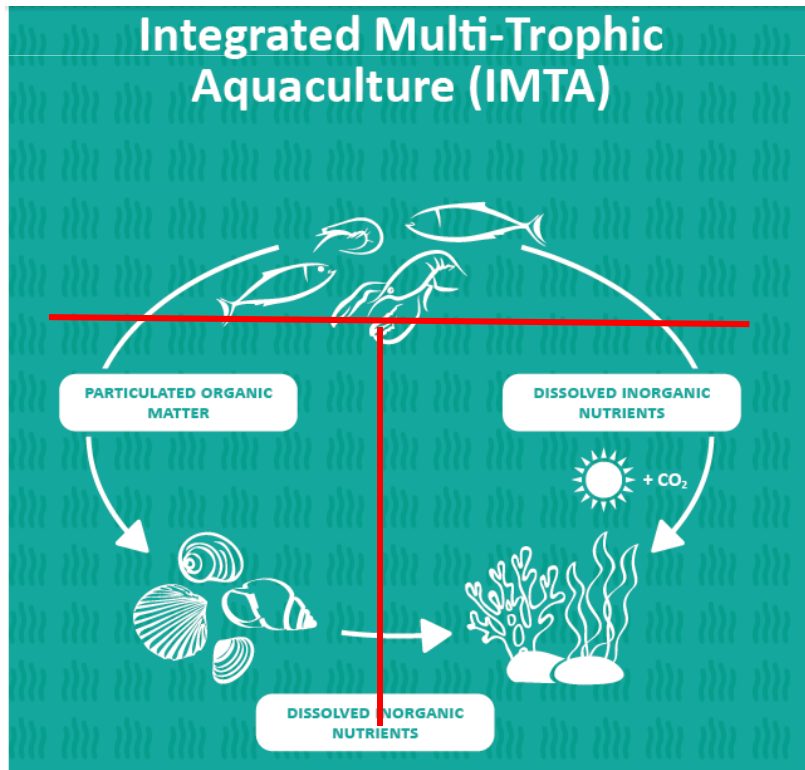 Integrated Multi-Trophic
Aquaculture (IMTA)
PARTICULATED ORGANIC
MATTER
DISSOLVED INORGANIC
NUTRIENTS
+ CO₂
DISSOLVED INORGANIC
NUTRIENTS